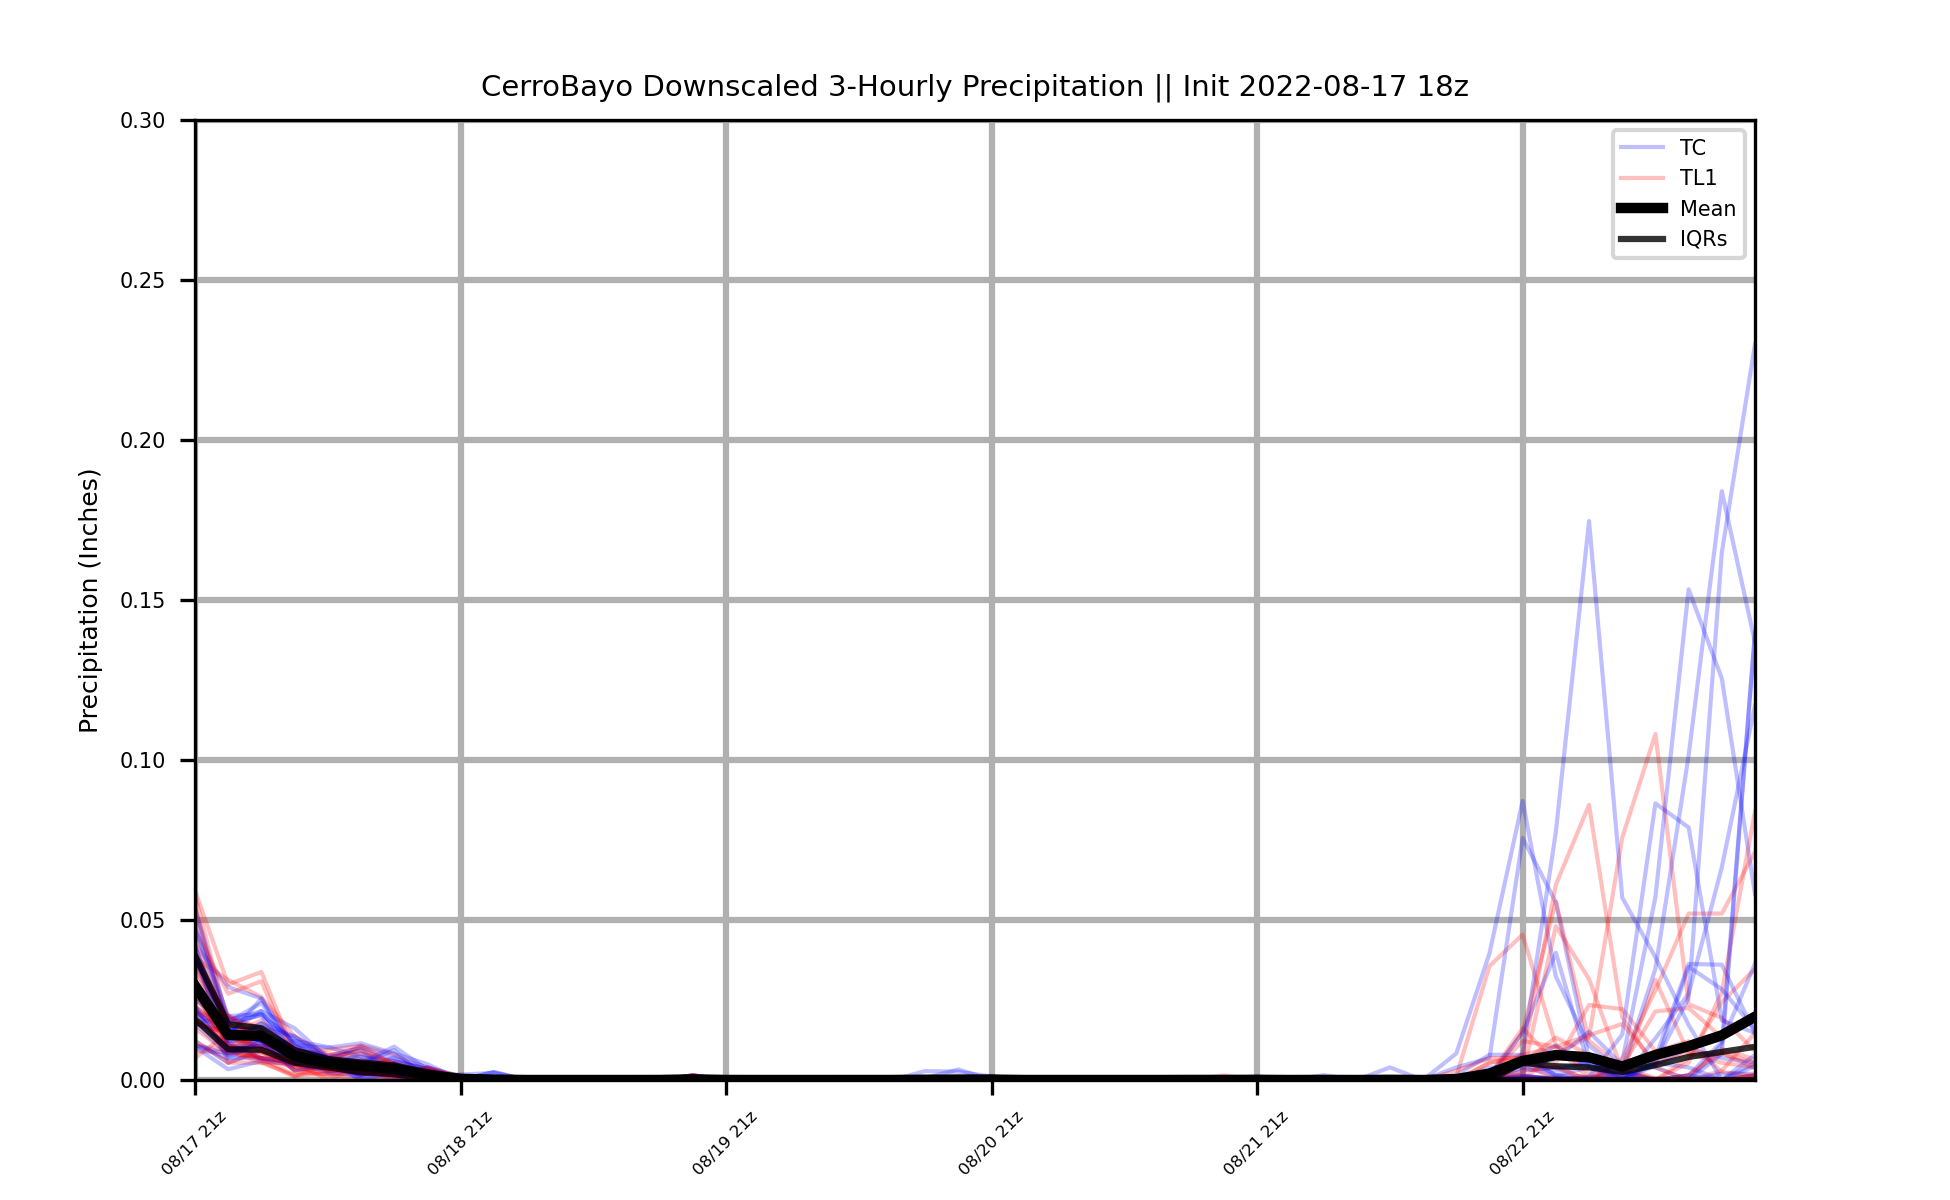 CerroBayo Downscaled 3-Hourly Precipitation || Init 2022-08-17 18z
Precipitation (Inches)
0.30
0.25
0.20
0.15
0.10
0.05
0.00
TC
TL1
Mean
IQRs
08/17 21z
08/18 21z
08/19 21z
08/20 21z
08/21 21z
08/22 21z